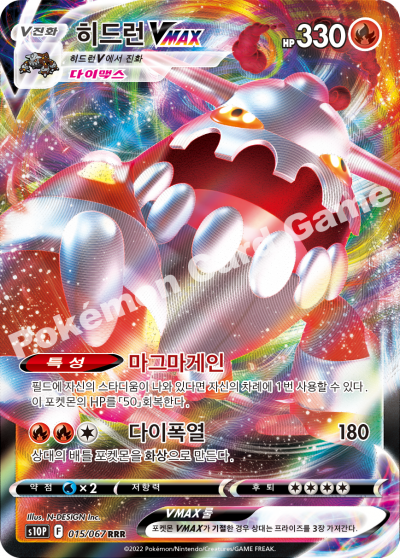 V진화
히드런 VMAX
HP 330
히드런V에서 진화
다이맥스
Pokémon Card Game
특성 마그마게인
필드에 자신의 스타디움이 나와 있다면 자신의 차례에 1번 사용할 수 있다.
이 포켓몬의 HP를 「50」 회복한다.
다이폭열 180
상대의 배틀 포켓몬을 화상으로 만든다.
약점 ×2 저항력 후퇴
Illus. N-DESIGN Inc.
VMAX 룰
s10P F 015/067 RRR
포켓몬 VMAX가 기절한 경우 상대는 프라이즈를 3장 가져간다.
©2022 Pokémon/Nintendo/Creatures/GAME FREAK.